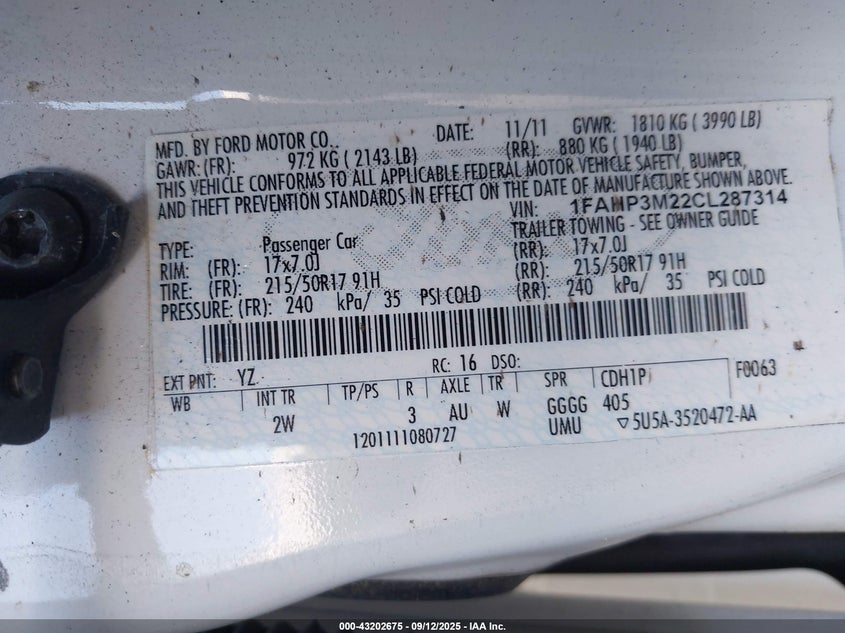 MFD. BY FORD MOTOR CO. DATE: 11/11 GVWR: 1810 KG ( 3990 LB)
GAWR: (FR): 972 KG ( 2143 LB) (RR): 880 KG ( 1940 LB)
THIS VEHICLE CONFORMS TO ALL APPLICABLE FEDERAL MOTOR VEHICLE SAFETY, BUMPER,
AND THEFT PREVENTION STANDARDS IN EFFECT ON THE DATE OF MANUFACTURE SHOWN ABOVE.
VIN: 1FAHP3M22CL287314
TRAILER TOWING - SEE OWNER GUIDE
TYPE: Passenger Car
RIM: (FR): 17x7.0J (RR): 17x7.0J
TIRE: (FR): 215/50R17 91H (RR): 215/50R17 91H
PRESSURE: (FR): 240 kPa/ 35 PSI COLD (RR): 240 kPa/ 35 PSI COLD
EXT PNT: YZ RC: 16 DSO: F0063
WB INT TR TP/PS R AXLE TR SPR CDH1P
2W 3 AU W GGGG 405
1201111080727 UMU ▽5U5A-3520472-AA
000-43202675 - 09/12/2025 - IAA Inc.